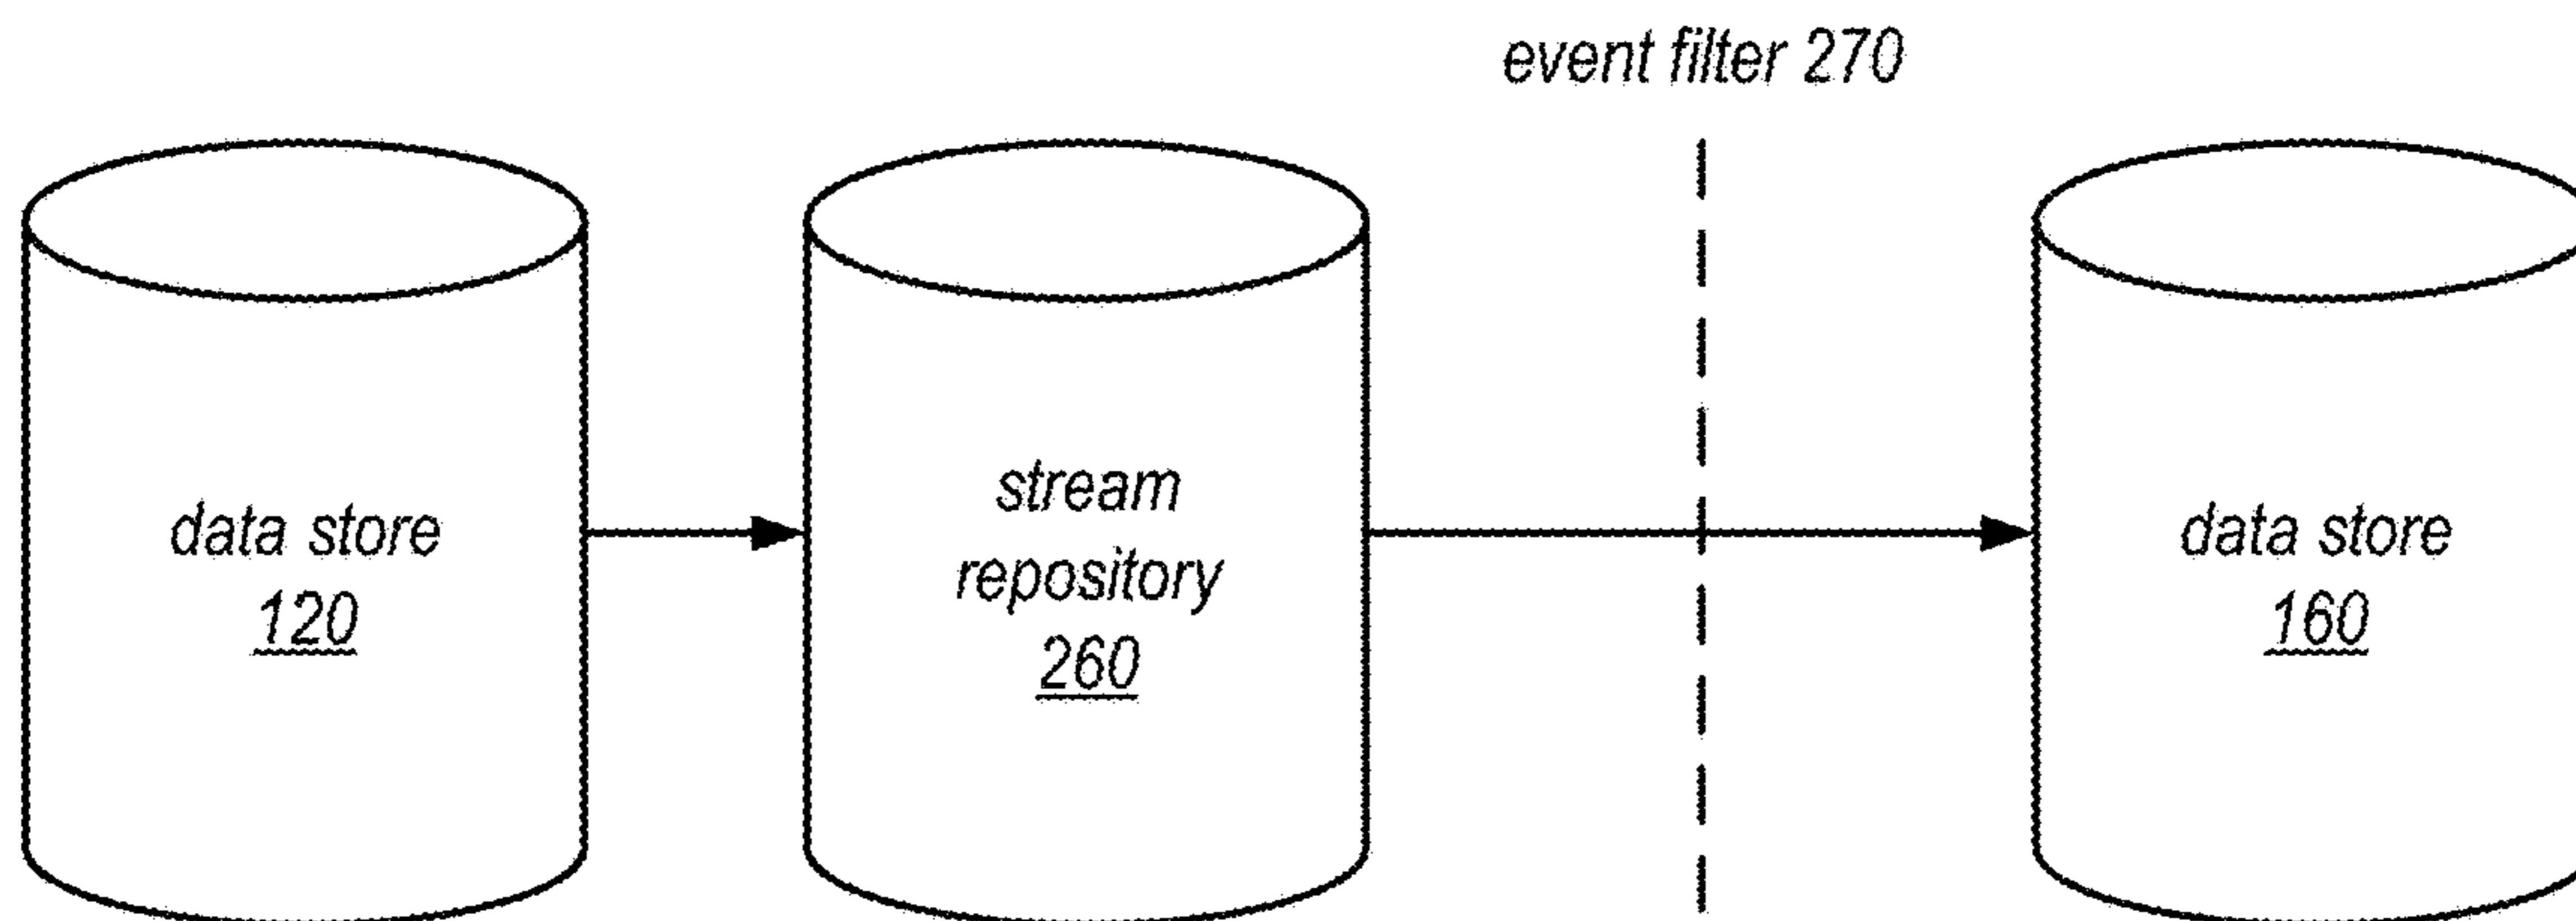 event filter 270
data store
120
stream
repository
260
data store
160